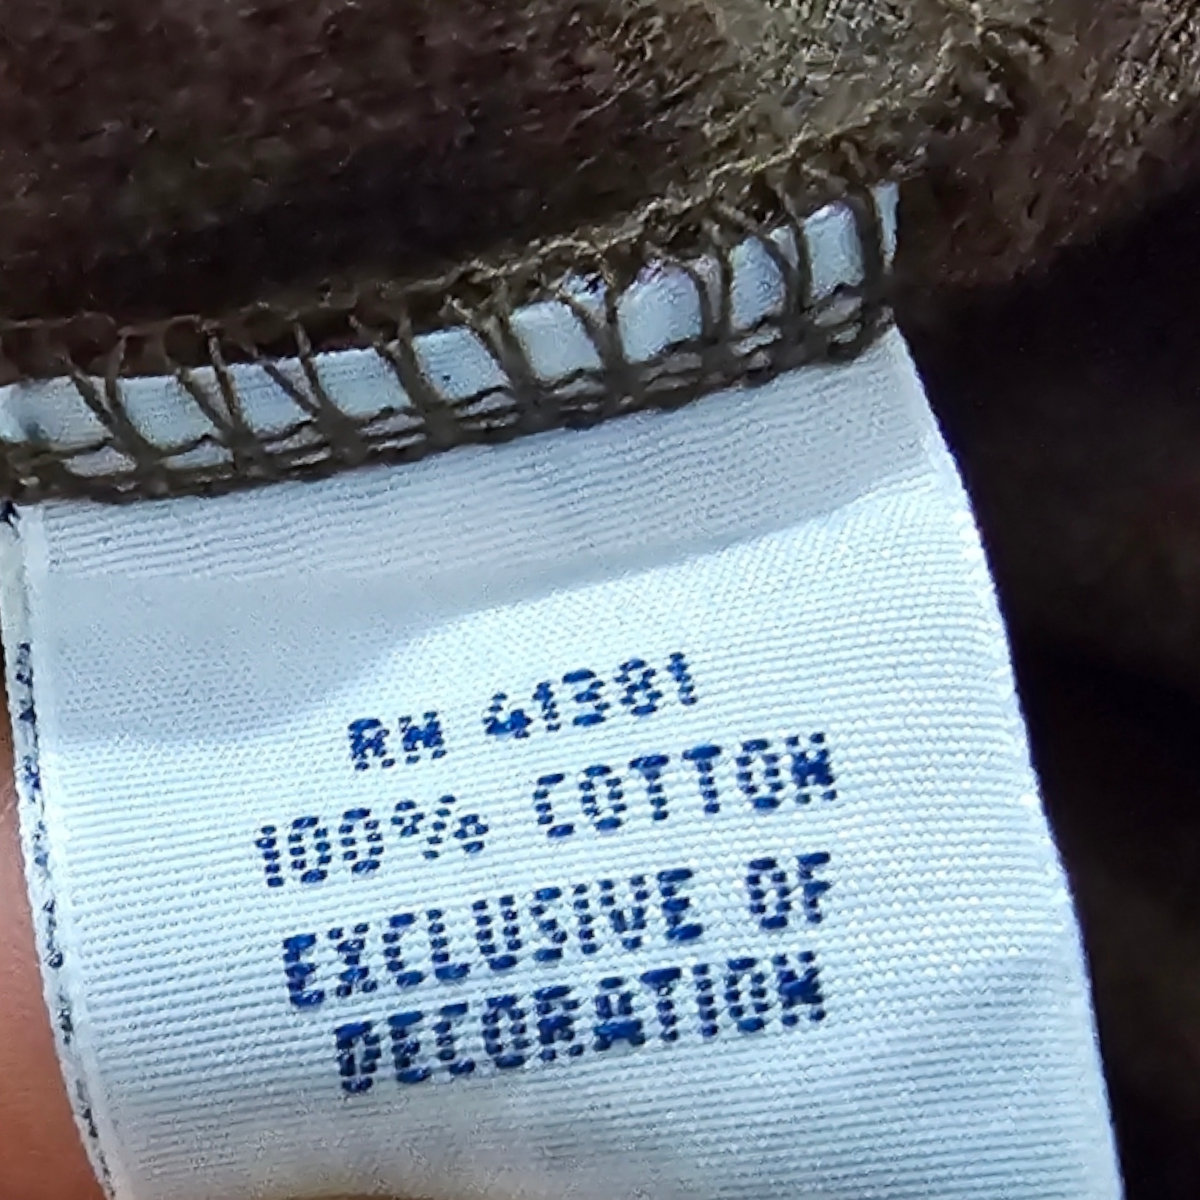 RN 41381
100% COTTON
EXCLUSIVE OF
DECORATION